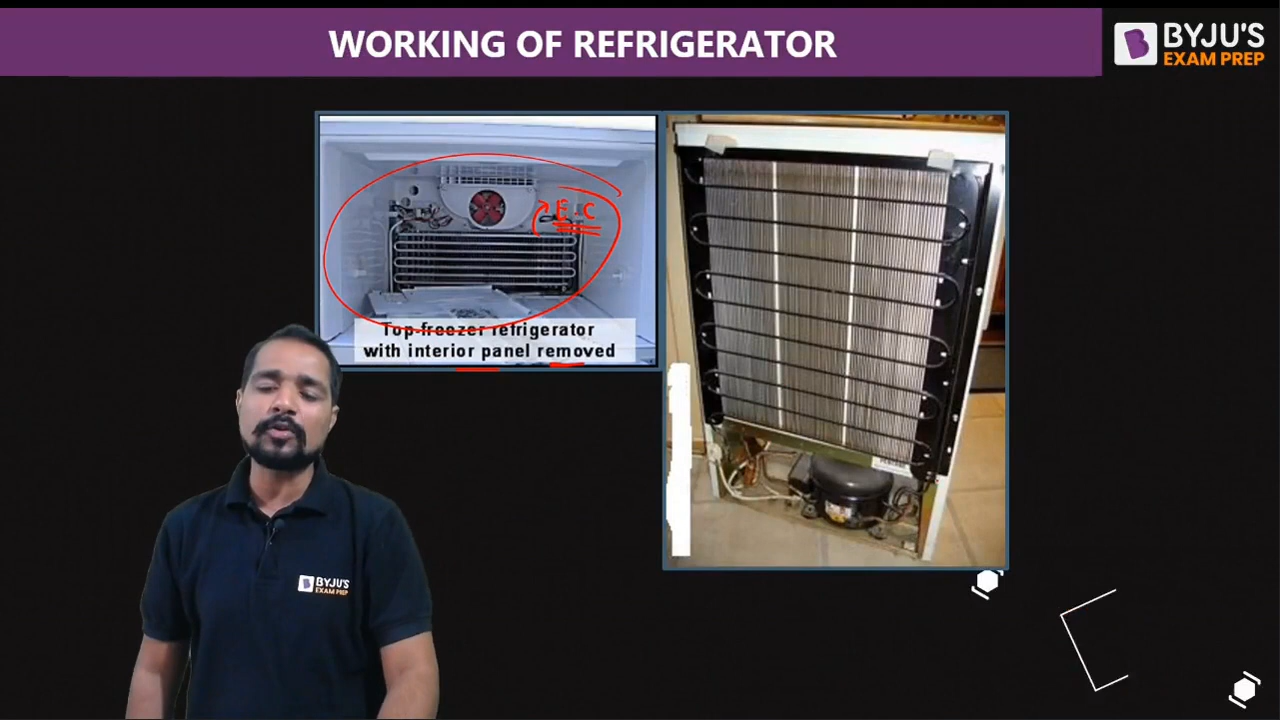 WORKING OF REFRIGERATOR
BYJU'S
EXAM PREP
E.C
Top-freezer refrigerator
with interior panel removed
BYJU'S
EXAM PREP